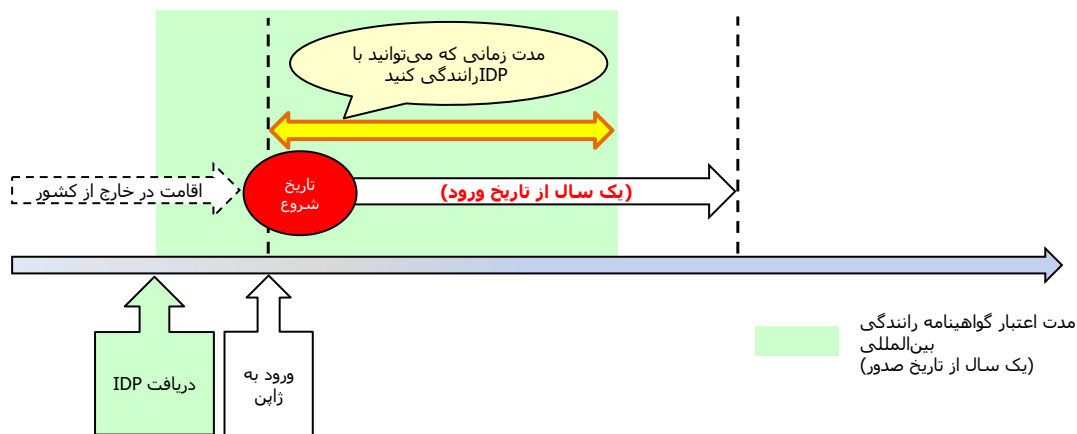 مدت زمانی که می‌توانید با
IDPرانندگی کنید
اقامت در خارج از کشور
تاریخ
شروع
(یک سال از تاریخ ورود)
دریافت IDP
ورود به
ژاپن
مدت اعتبار گواهینامه رانندگی
بین‌المللی
(یک سال از تاریخ صدور)